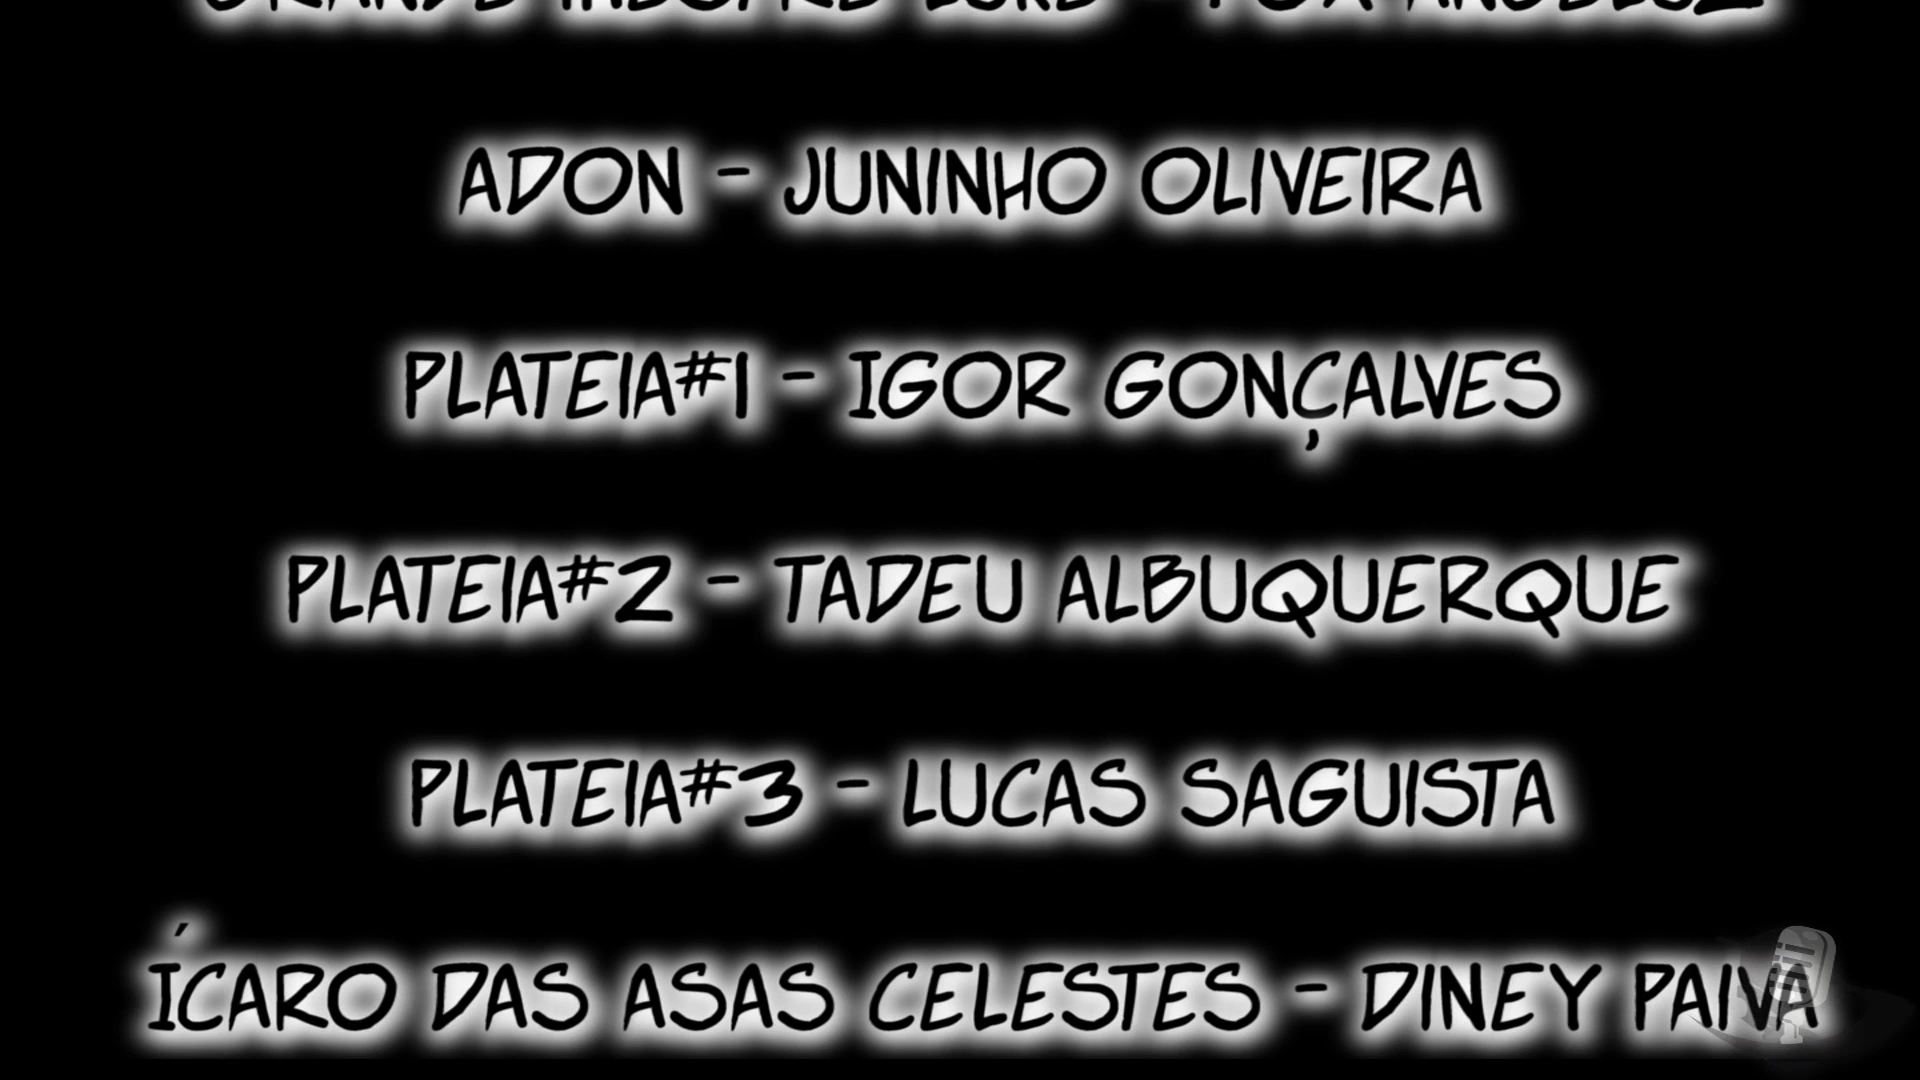 ADON - JUNINHO OLIVEIRA
PLATEIA#1 - IGOR GONÇALVES
PLATEIA#2 - TADEU ALBUQUERQUE
PLATEIA#3 - LUCAS SAGUISTA
ÍCARO DAS ASAS CELESTES - DINEY PAIVA